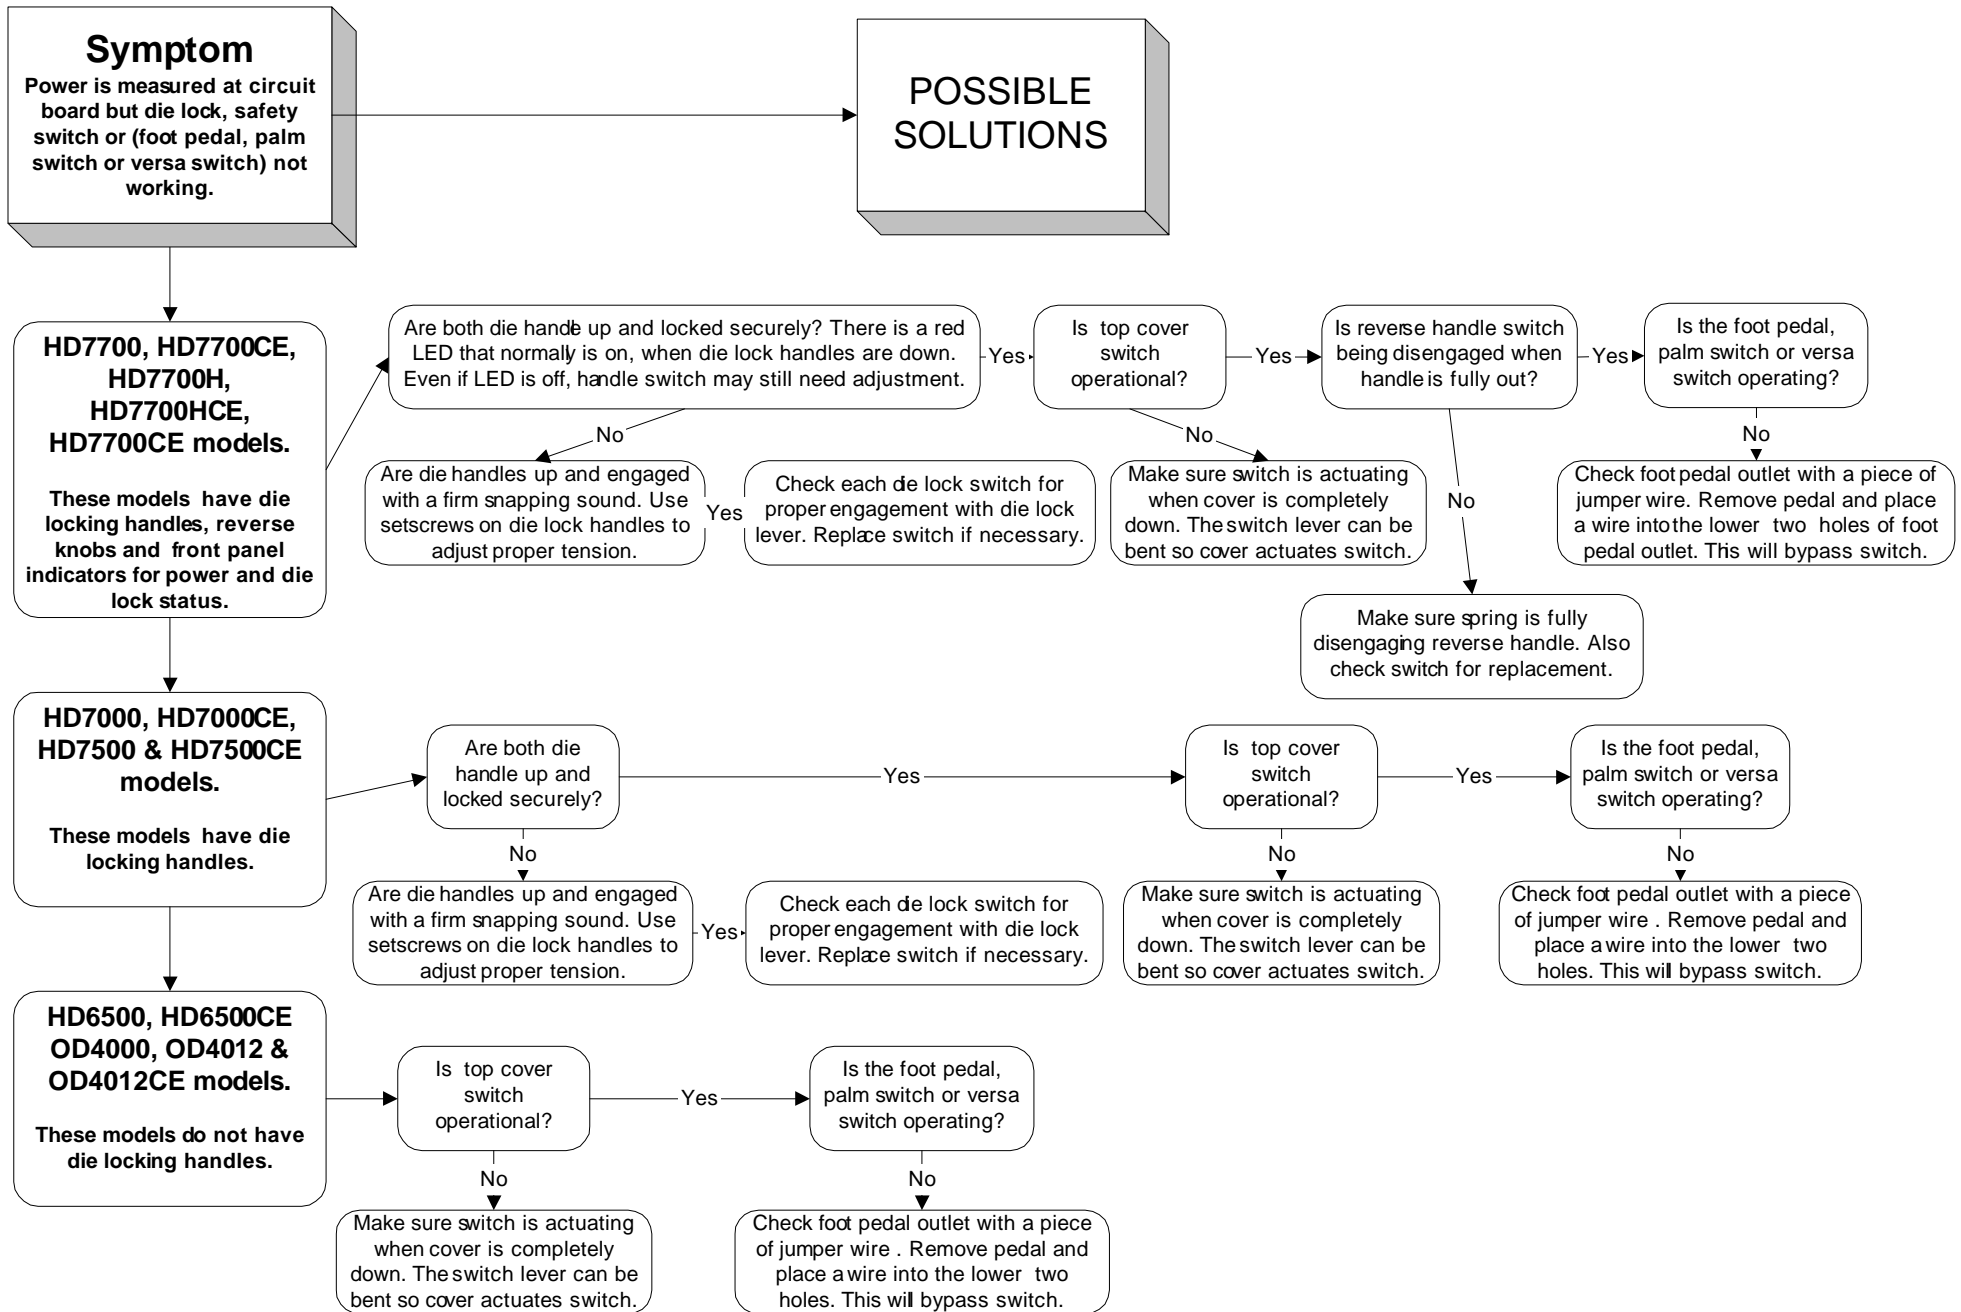 Symptom
Power is measured at circuit
board but die lock, safety
switch or (foot pedal, palm
switch or versa switch) not
working.
POSSIBLE
SOLUTIONS
HD7700, HD7700CE,
HD7700H,
HD7700HCE,
HD7700CE models.
These models have die
locking handles, reverse
knobs and front panel
indicators for power and die
lock status.
Are both die handle up and locked securely? There is a red
LED that normally is on, when die lock handles are down.
Even if LED is off, handle switch may still need adjustment.
Yes
Is top cover
switch
operational?
Yes
Is reverse handle switch
being disengaged when
handle is fully out?
Yes
Is the foot pedal,
palm switch or versa
switch operating?
No
Are die handles up and engaged
with a firm snapping sound. Use
setscrews on die lock handles to
adjust proper tension.
Yes
Check each die lock switch for
proper engagement with die lock
lever. Replace switch if necessary.
No
Make sure switch is actuating
when cover is completely
down. The switch lever can be
bent so cover actuates switch.
No
Make sure spring is fully
disengaging reverse handle. Also
check switch for replacement.
No
Check foot pedal outlet with a piece of
jumper wire. Remove pedal and place
a wire into the lower two holes of foot
pedal outlet. This will bypass switch.
HD7000, HD7000CE,
HD7500 & HD7500CE
models.
These models have die
locking handles.
Are both die
handle up and
locked securely?
Yes
Is top cover
switch
operational?
Yes
Is the foot pedal,
palm switch or versa
switch operating?
No
Are die handles up and engaged
with a firm snapping sound. Use
setscrews on die lock handles to
adjust proper tension.
Yes
Check each die lock switch for
proper engagement with die lock
lever. Replace switch if necessary.
No
Make sure switch is actuating
when cover is completely
down. The switch lever can be
bent so cover actuates switch.
No
Check foot pedal outlet with a piece
of jumper wire . Remove pedal and
place a wire into the lower two
holes. This will bypass switch.
HD6500, HD6500CE
OD4000, OD4012 &
OD4012CE models.
These models do not have
die locking handles.
Is top cover
switch
operational?
Yes
Is the foot pedal,
palm switch or versa
switch operating?
No
Make sure switch is actuating
when cover is completely
down. The switch lever can be
bent so cover actuates switch.
No
Check foot pedal outlet with a piece
of jumper wire . Remove pedal and
place a wire into the lower two
holes. This will bypass switch.